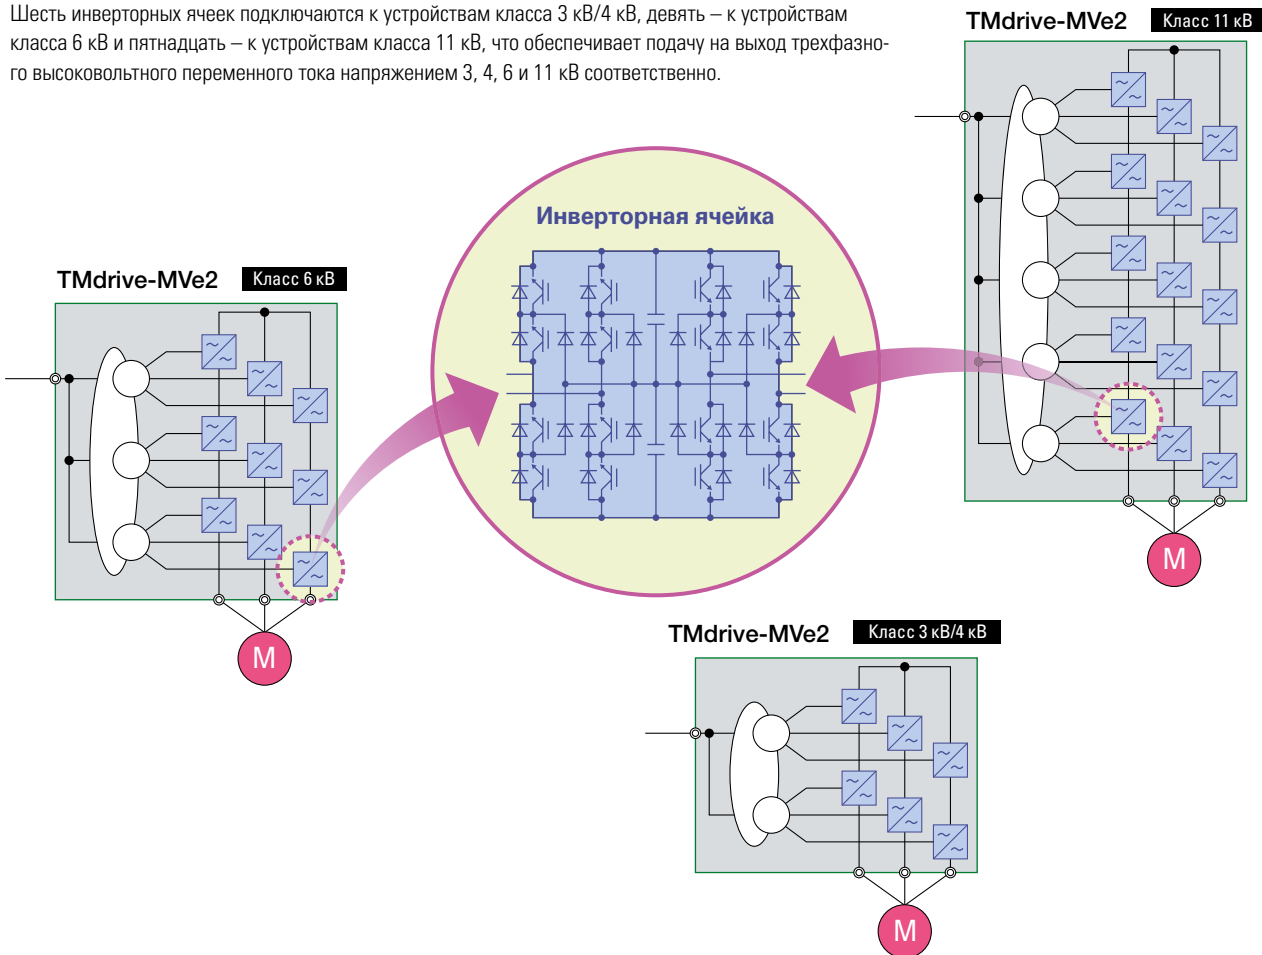 Шесть инверторных ячеек подключаются к устройствам класса 3 кВ/4 кВ, девять – к устройствам
класса 6 кВ и пятнадцать – к устройствам класса 11 кВ, что обеспечивает подачу на выход трехфазно-
го высоковольтного переменного тока напряжением 3, 4, 6 и 11 кВ соответственно.
TMdrive-MVe2 Класс 11 кВ
Инверторная ячейка
TMdrive-MVe2 Класс 6 кВ
M
M
TMdrive-MVe2 Класс 3 кВ/4 кВ
M